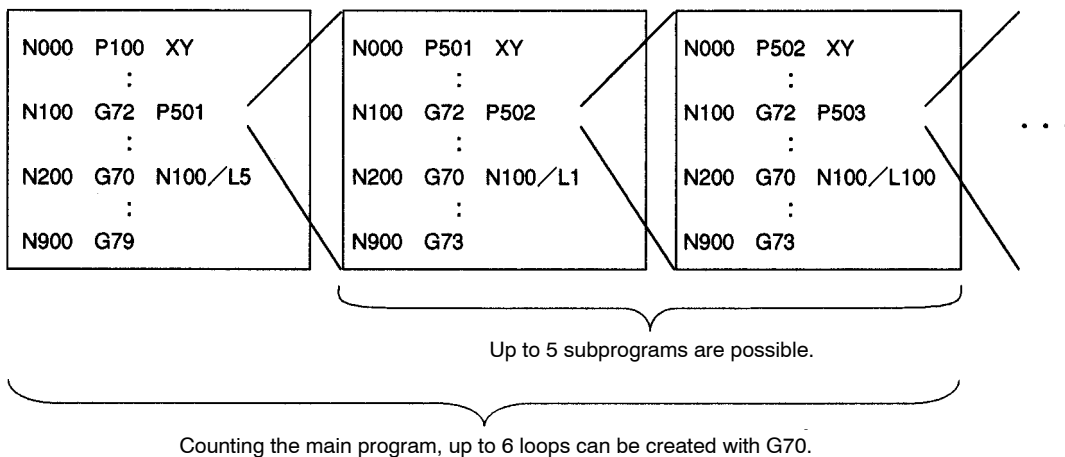 N000 P100 XY
:
N100 G72 P501
:
N200 G70 N100/L5
:
N900 G79
N000 P501 XY
:
N100 G72 P502
:
N200 G70 N100/L1
:
N900 G73
N000 P502 XY
:
N100 G72 P503
:
N200 G70 N100/L100
:
N900 G73
. . .
Up to 5 subprograms are possible.
Counting the main program, up to 6 loops can be created with G70.